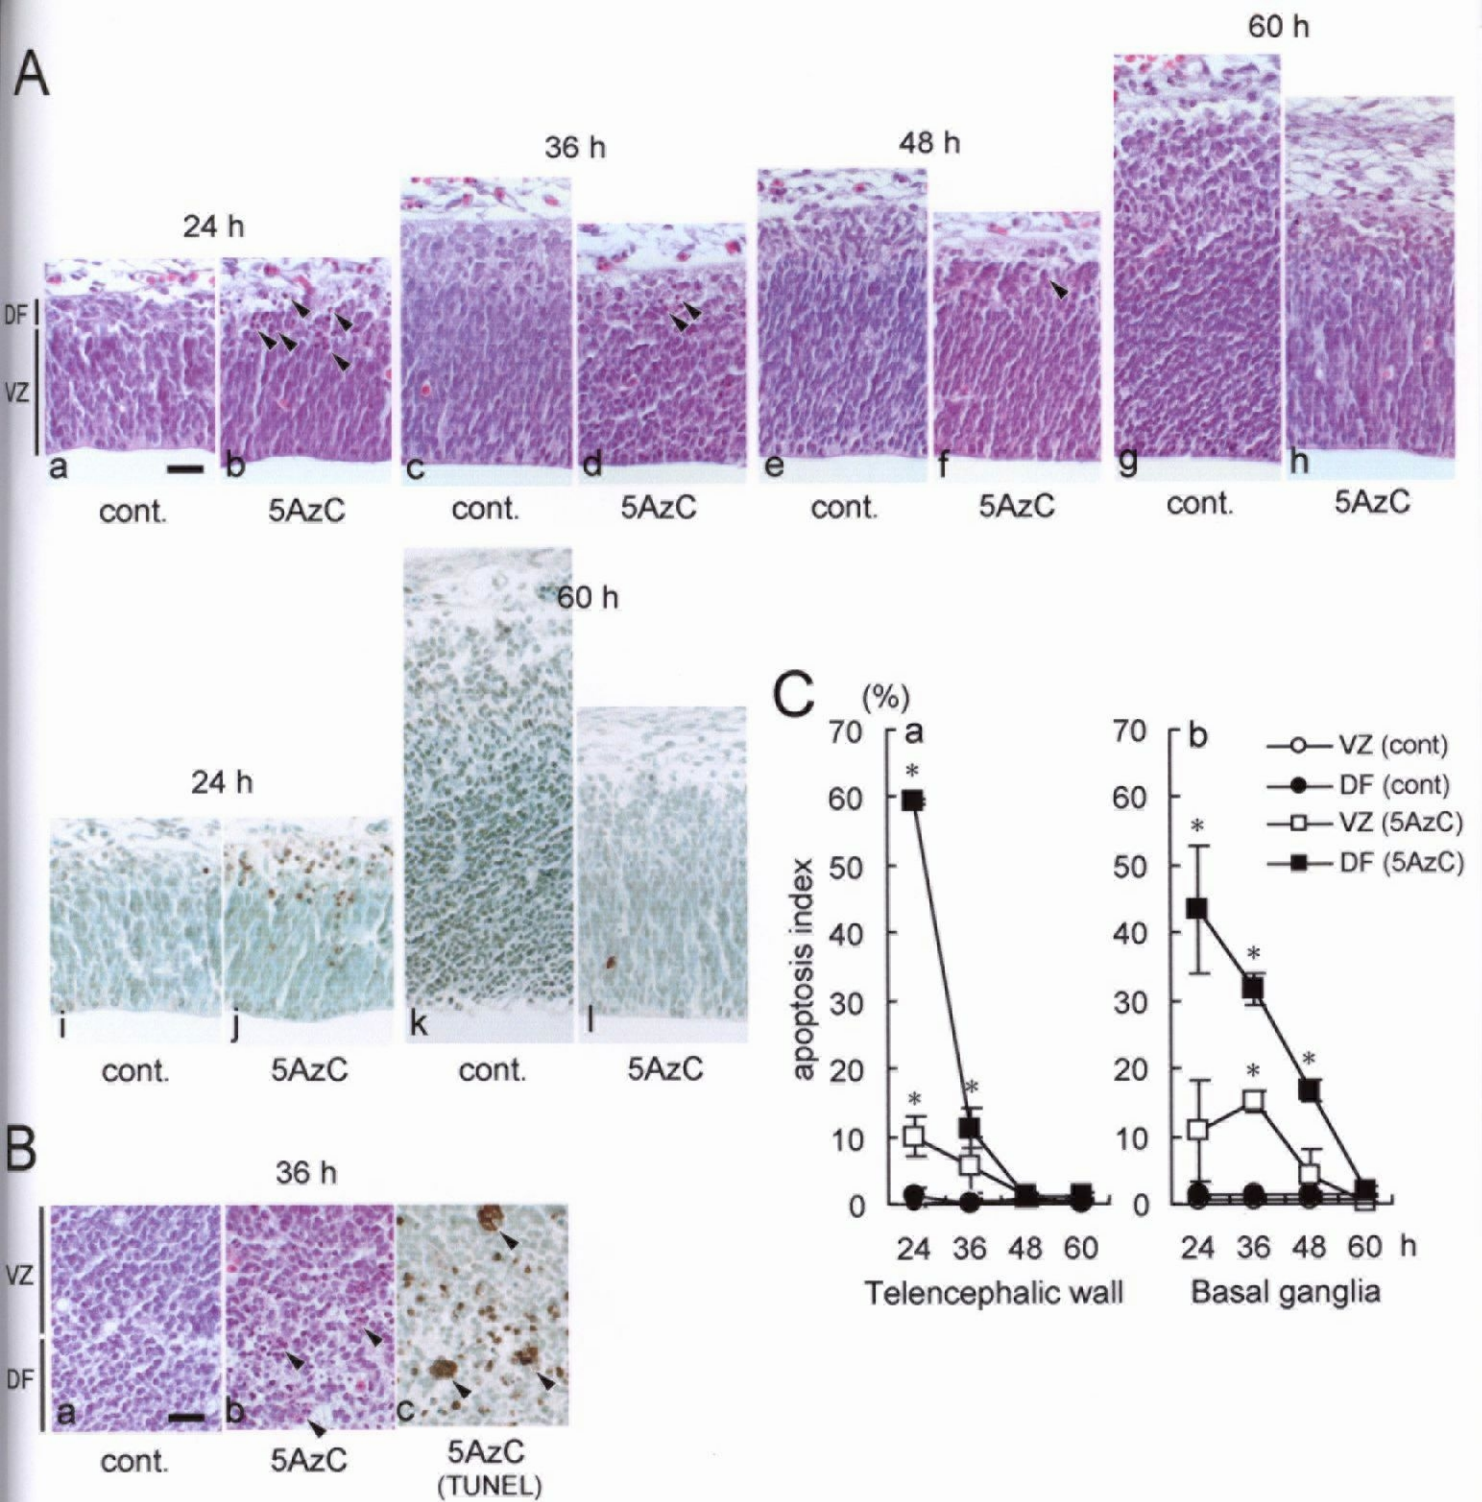 A
24 h
36 h
48 h
60 h
DF
VZ
a
b
c
d
e
f
g
h
cont.
5AzC
cont.
5AzC
cont.
5AzC
cont.
5AzC
24 h
60 h
i
j
k
l
cont.
5AzC
cont.
5AzC
B
36 h
VZ
DF
a
b
c
cont.
5AzC
5AzC
(TUNEL)
C
(%)
a
apoptosis index
70
60
50
40
30
20
10
0
*
*
*
24 36 48 60
Telencephalic wall
b
70
60
50
40
30
20
10
0
*
*
*
*
24 36 48 60 h
Basal ganglia
VZ (cont)
DF (cont)
VZ (5AzC)
DF (5AzC)